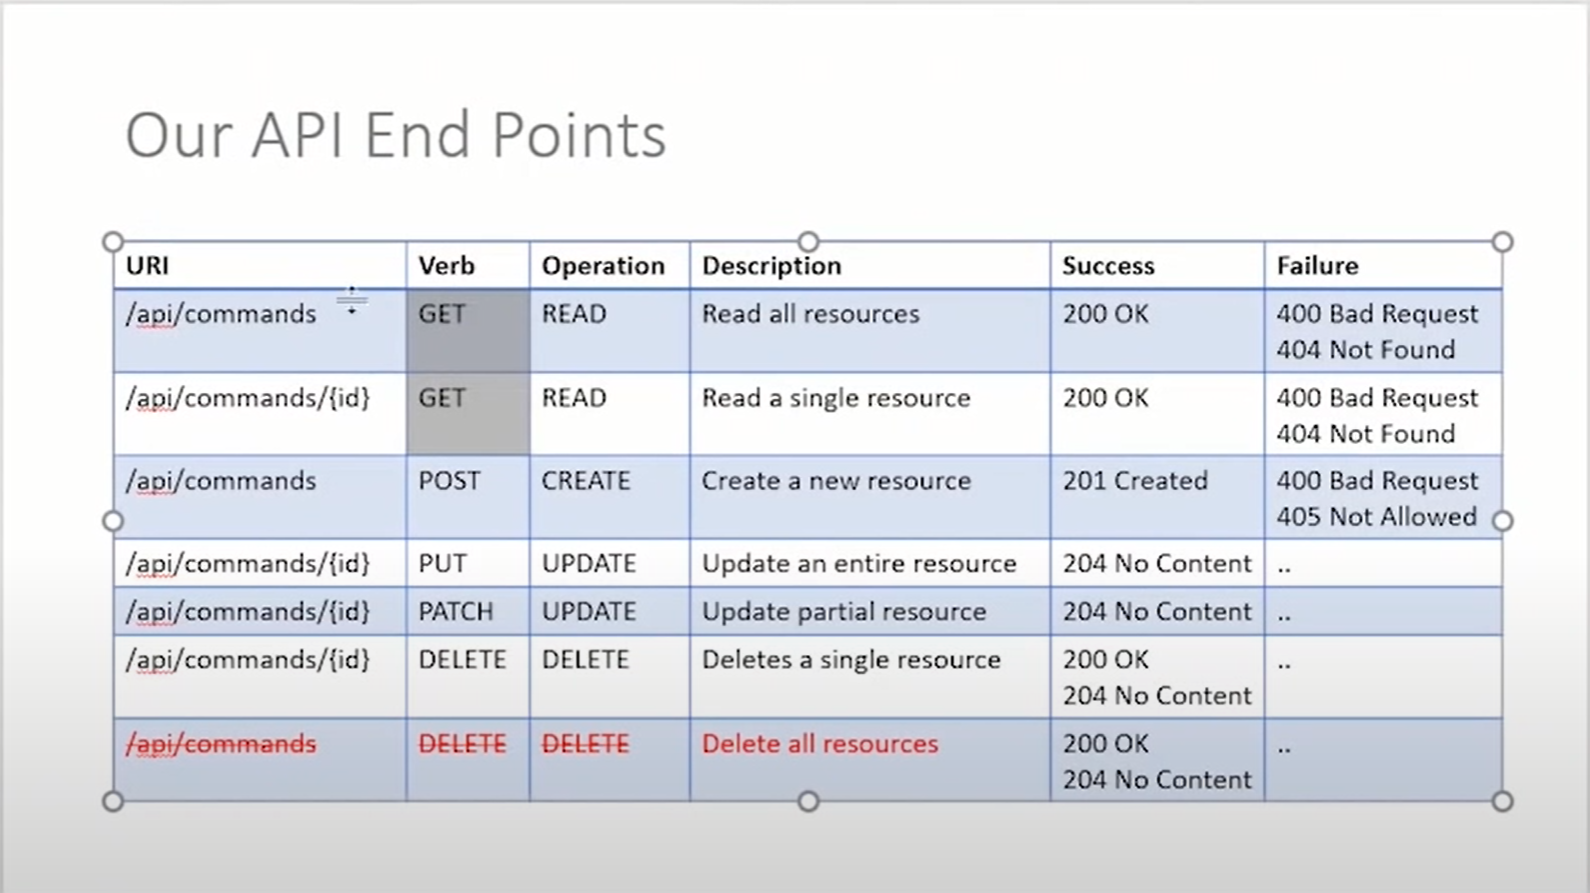 Our API End Points
URI Verb Operation Description Success Failure
/api/commands GET READ Read all resources 200 OK 400 Bad Request
404 Not Found
/api/commands/{id} GET READ Read a single resource 200 OK 400 Bad Request
404 Not Found
/api/commands POST CREATE Create a new resource 201 Created 400 Bad Request
405 Not Allowed
/api/commands/{id} PUT UPDATE Update an entire resource 204 No Content ..
/api/commands/{id} PATCH UPDATE Update partial resource 204 No Content ..
/api/commands/{id} DELETE DELETE Deletes a single resource 200 OK ..
204 No Content
/api/commands DELETE DELETE Delete all resources 200 OK ..
204 No Content